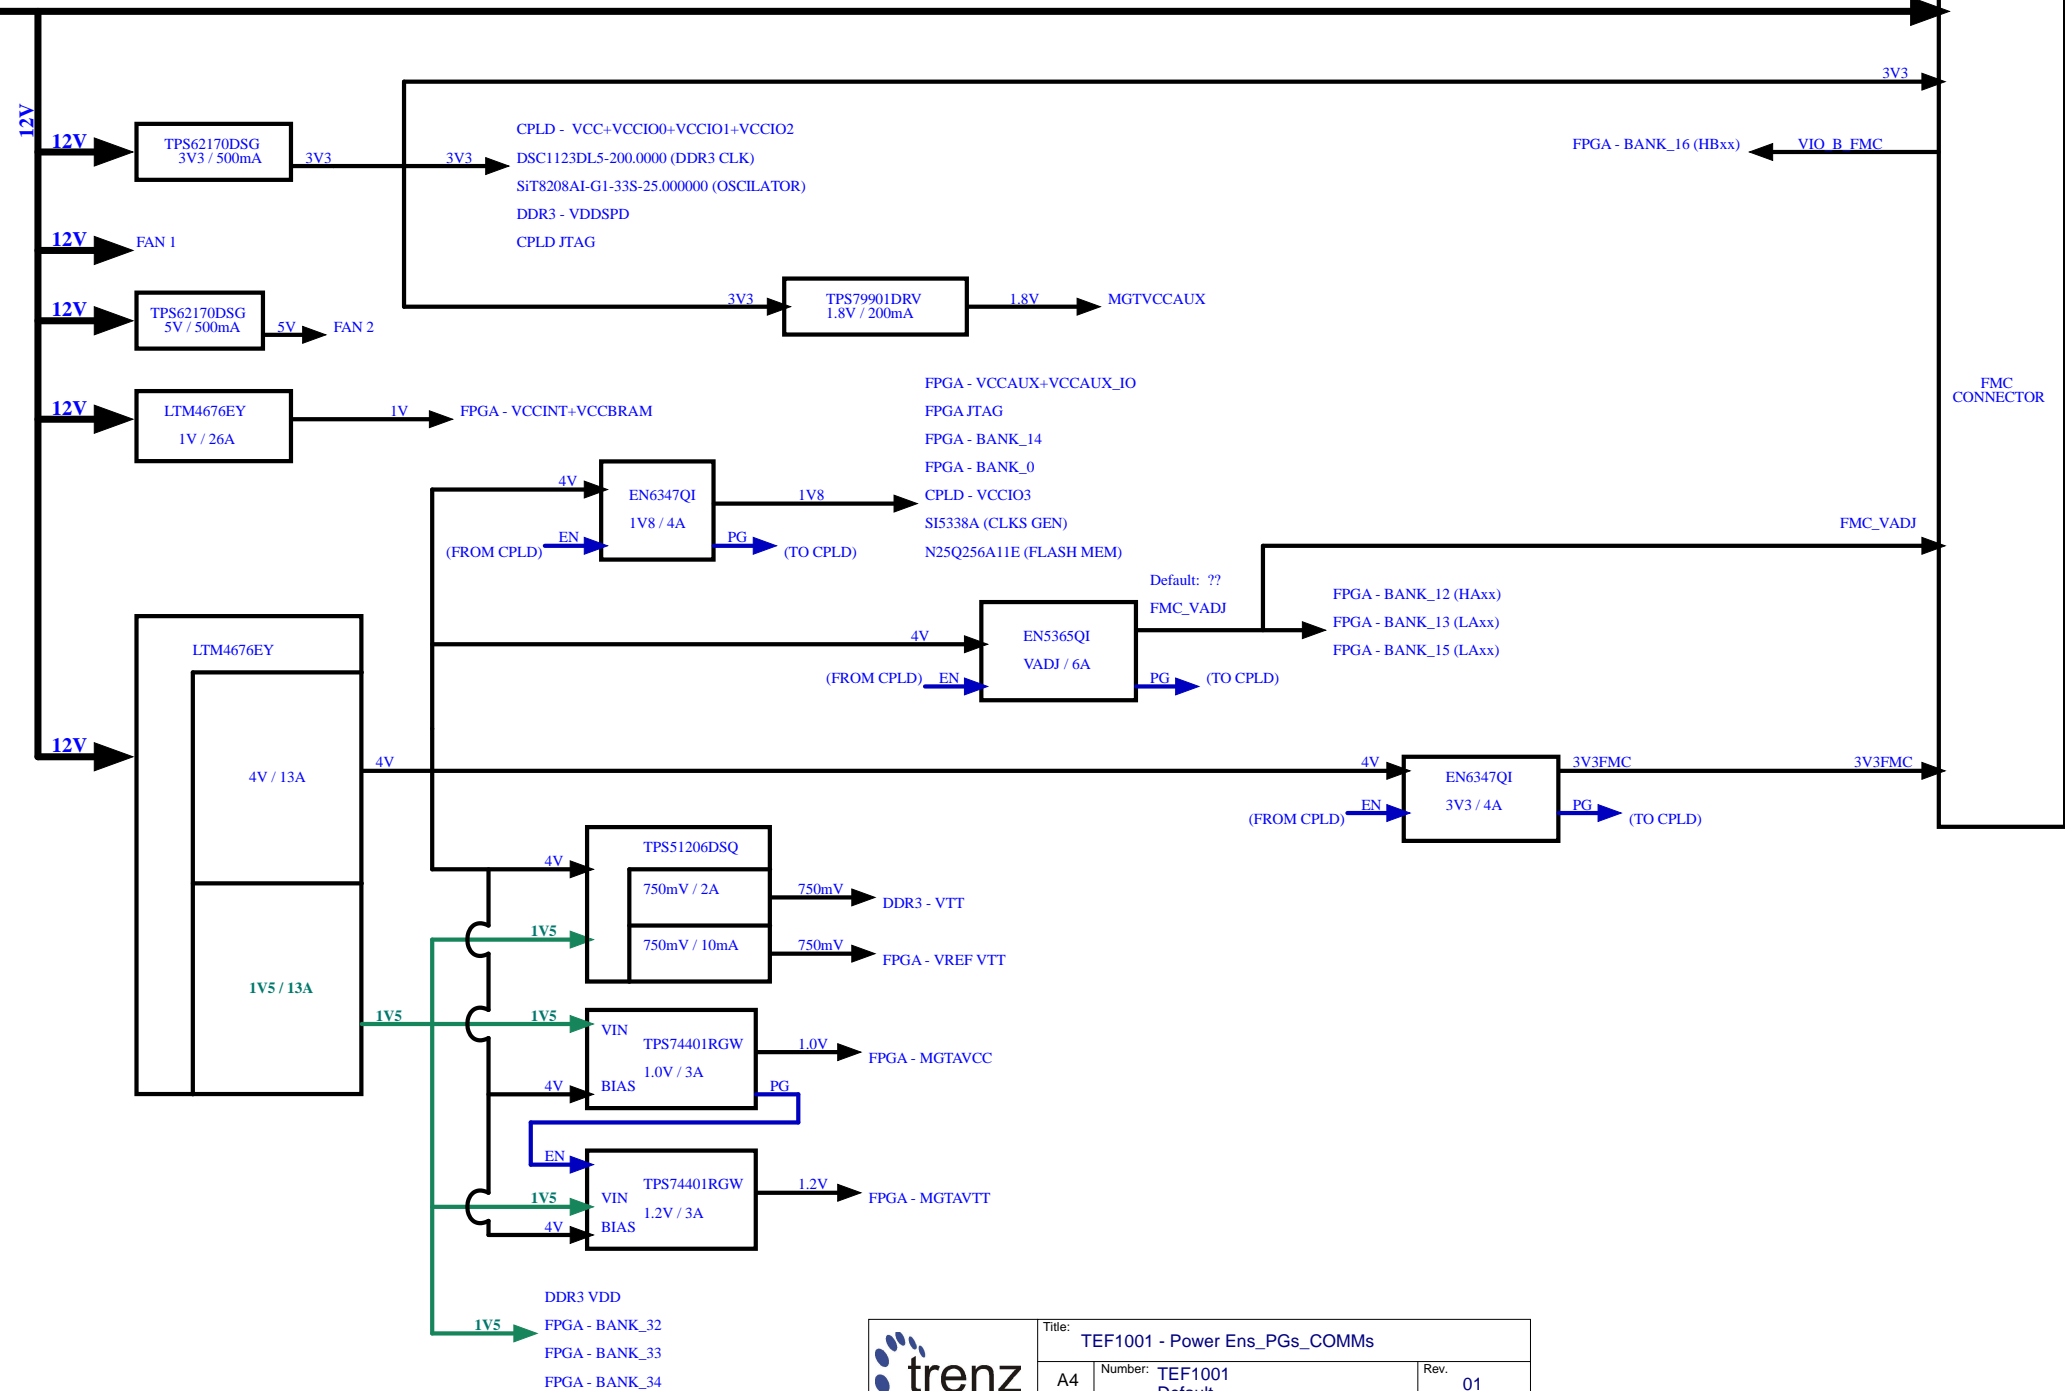 3V3
12V
12V
TPS62170DSG
3V3 / 500mA
3V3
3V3
CPLD - VCC+VCCIO0+VCCIO1+VCCIO2
DSC1123DL5-200.0000 (DDR3 CLK)
SiT8208AI-G1-33S-25.000000 (OSCILATOR)
DDR3 - VDDSPD
CPLD JTAG
FPGA - BANK_16 (HBxx)
VIO_B_FMC
12V
FAN 1
12V
TPS62170DSG
5V / 500mA
5V
FAN 2
3V3
TPS79901DRV
1.8V / 200mA
1.8V
MGTVCCAUX
FMC
CONNECTOR
12V
LTM4676EY
1V / 26A
1V
FPGA - VCCINT+VCCBRAM
4V
EN6347QI
1V8 / 4A
(FROM CPLD)
EN
PG
(TO CPLD)
1V8
FPGA - VCCAUX+VCCAUX_IO
FPGA JTAG
FPGA - BANK_14
FPGA - BANK_0
CPLD - VCCIO3
SI5338A (CLKS GEN)
N25Q256A11E (FLASH MEM)
FMC_VADJ
Default: ??
FMC_VADJ
4V
EN5365QI
VADJ / 6A
(FROM CPLD)
EN
PG
(TO CPLD)
FPGA - BANK_12 (HAxx)
FPGA - BANK_13 (LAxx)
FPGA - BANK_15 (LAxx)
12V
LTM4676EY
4V / 13A
4V
1V5 / 13A
1V5
4V
EN6347QI
3V3 / 4A
(FROM CPLD)
EN
PG
(TO CPLD)
3V3FMC
3V3FMC
4V
TPS51206DSQ
750mV / 2A
750mV
DDR3 - VTT
1V5
750mV / 10mA
750mV
FPGA - VREF VTT
1V5
VIN
TPS74401RGW
1.0V / 3A
4V
BIAS
1.0V
FPGA - MGTAVCC
PG
EN
TPS74401RGW
1V5
VIN
1.2V / 3A
4V
BIAS
1.2V
FPGA - MGTAVTT
1V5
DDR3 VDD
FPGA - BANK_32
FPGA - BANK_33
FPGA - BANK_34
trenz
Title:
TEF1001 - Power Ens_PGs_COMMs
A4
Number: TEF1001
Default
Rev.
01